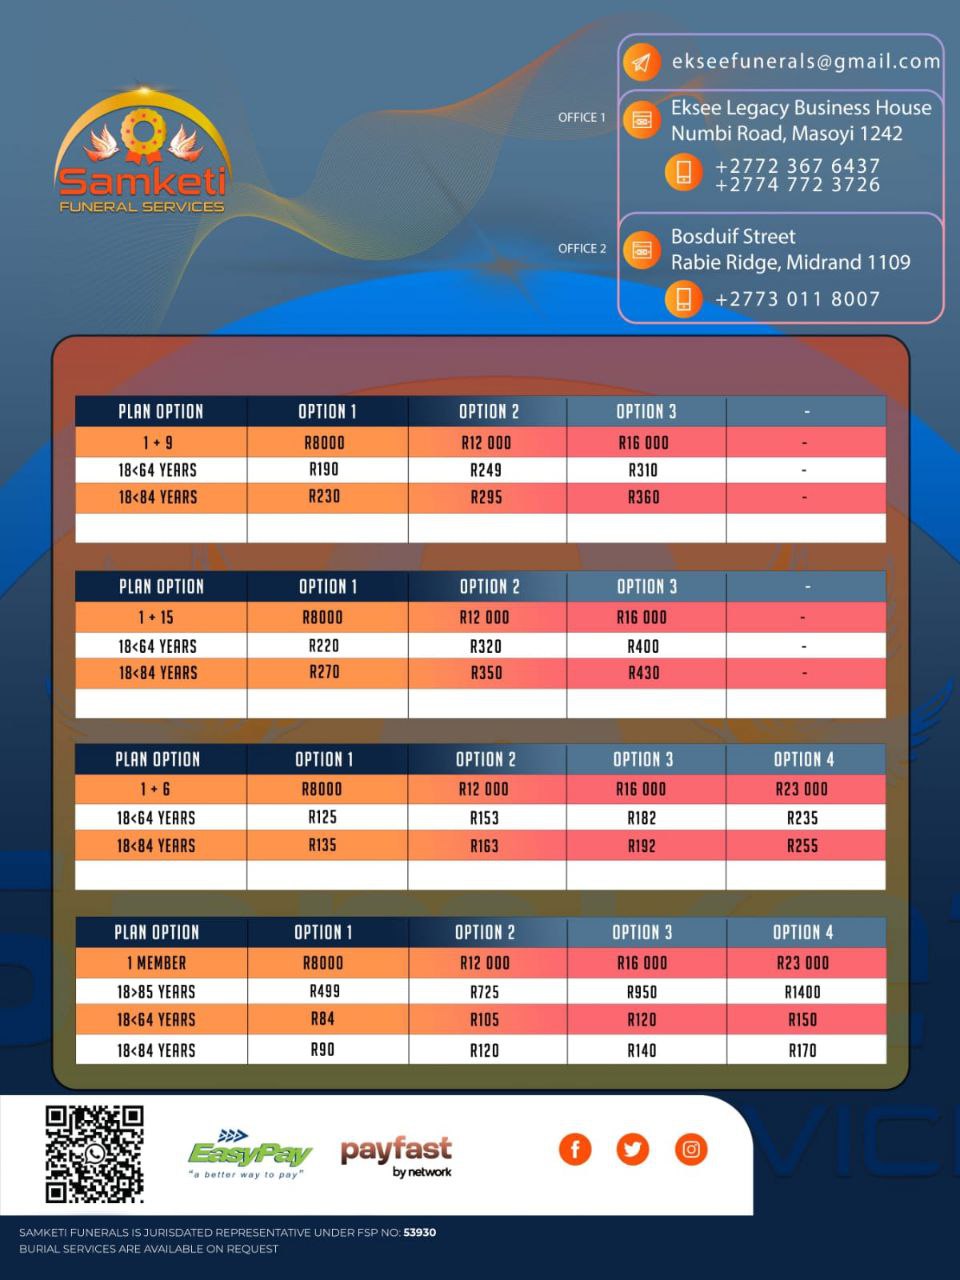 Samketi
FUNERAL SERVICES
ekseefunerals@gmail.com
OFFICE 1
Eksee Legacy Business House
Numbi Road, Masoyi 1242
+2772 367 6437
+2774 772 3726
OFFICE 2
Bosduif Street
Rabie Ridge, Midrand 1109
+2773 011 8007
PLAN OPTION OPTION 1 OPTION 2 OPTION 3 -
1 + 9 R8000 R12 000 R16 000 -
18<64 YEARS R190 R249 R310 -
18<84 YEARS R230 R295 R360 -
PLAN OPTION OPTION 1 OPTION 2 OPTION 3 -
1 + 15 R8000 R12 000 R16 000 -
18<64 YEARS R220 R320 R400 -
18<84 YEARS R270 R350 R430 -
PLAN OPTION OPTION 1 OPTION 2 OPTION 3 OPTION 4
1 + 6 R8000 R12 000 R16 000 R23 000
18<64 YEARS R125 R153 R182 R235
18<84 YEARS R135 R163 R192 R255
PLAN OPTION OPTION 1 OPTION 2 OPTION 3 OPTION 4
1 MEMBER R8000 R12 000 R16 000 R23 000
18>85 YEARS R499 R725 R950 R1400
18<64 YEARS R84 R105 R120 R150
18<84 YEARS R90 R120 R140 R170
EasyPay
"a better way to pay"
payfast
by network
SAMKETI FUNERALS IS JURISDATED REPRESENTATIVE UNDER FSP NO: 53930
BURIAL SERVICES ARE AVAILABLE ON REQUEST